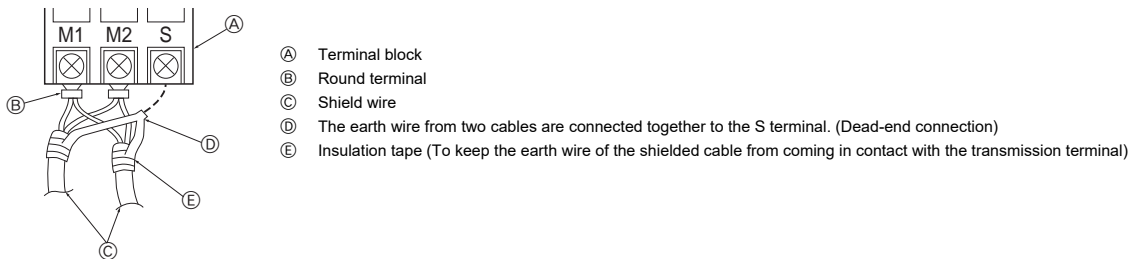 M1 M2 S
Ⓐ
Ⓑ
Ⓓ
Ⓔ
Ⓒ
Ⓐ Terminal block
Ⓑ Round terminal
Ⓒ Shield wire
Ⓓ The earth wire from two cables are connected together to the S terminal. (Dead-end connection)
Ⓔ Insulation tape (To keep the earth wire of the shielded cable from coming in contact with the transmission terminal)